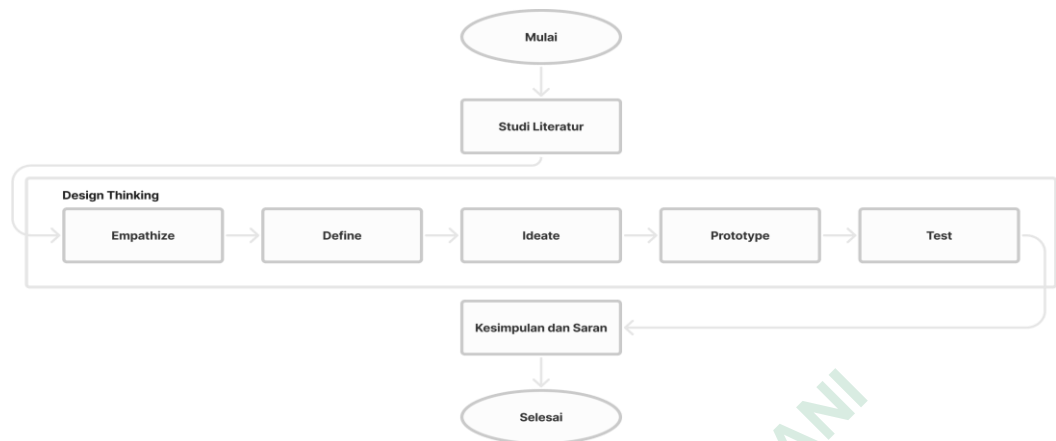 Mulai
Studi Literatur
Design Thinking
Empathize
Define
Ideate
Prototype
Test
Kesimpulan dan Saran
Selesai